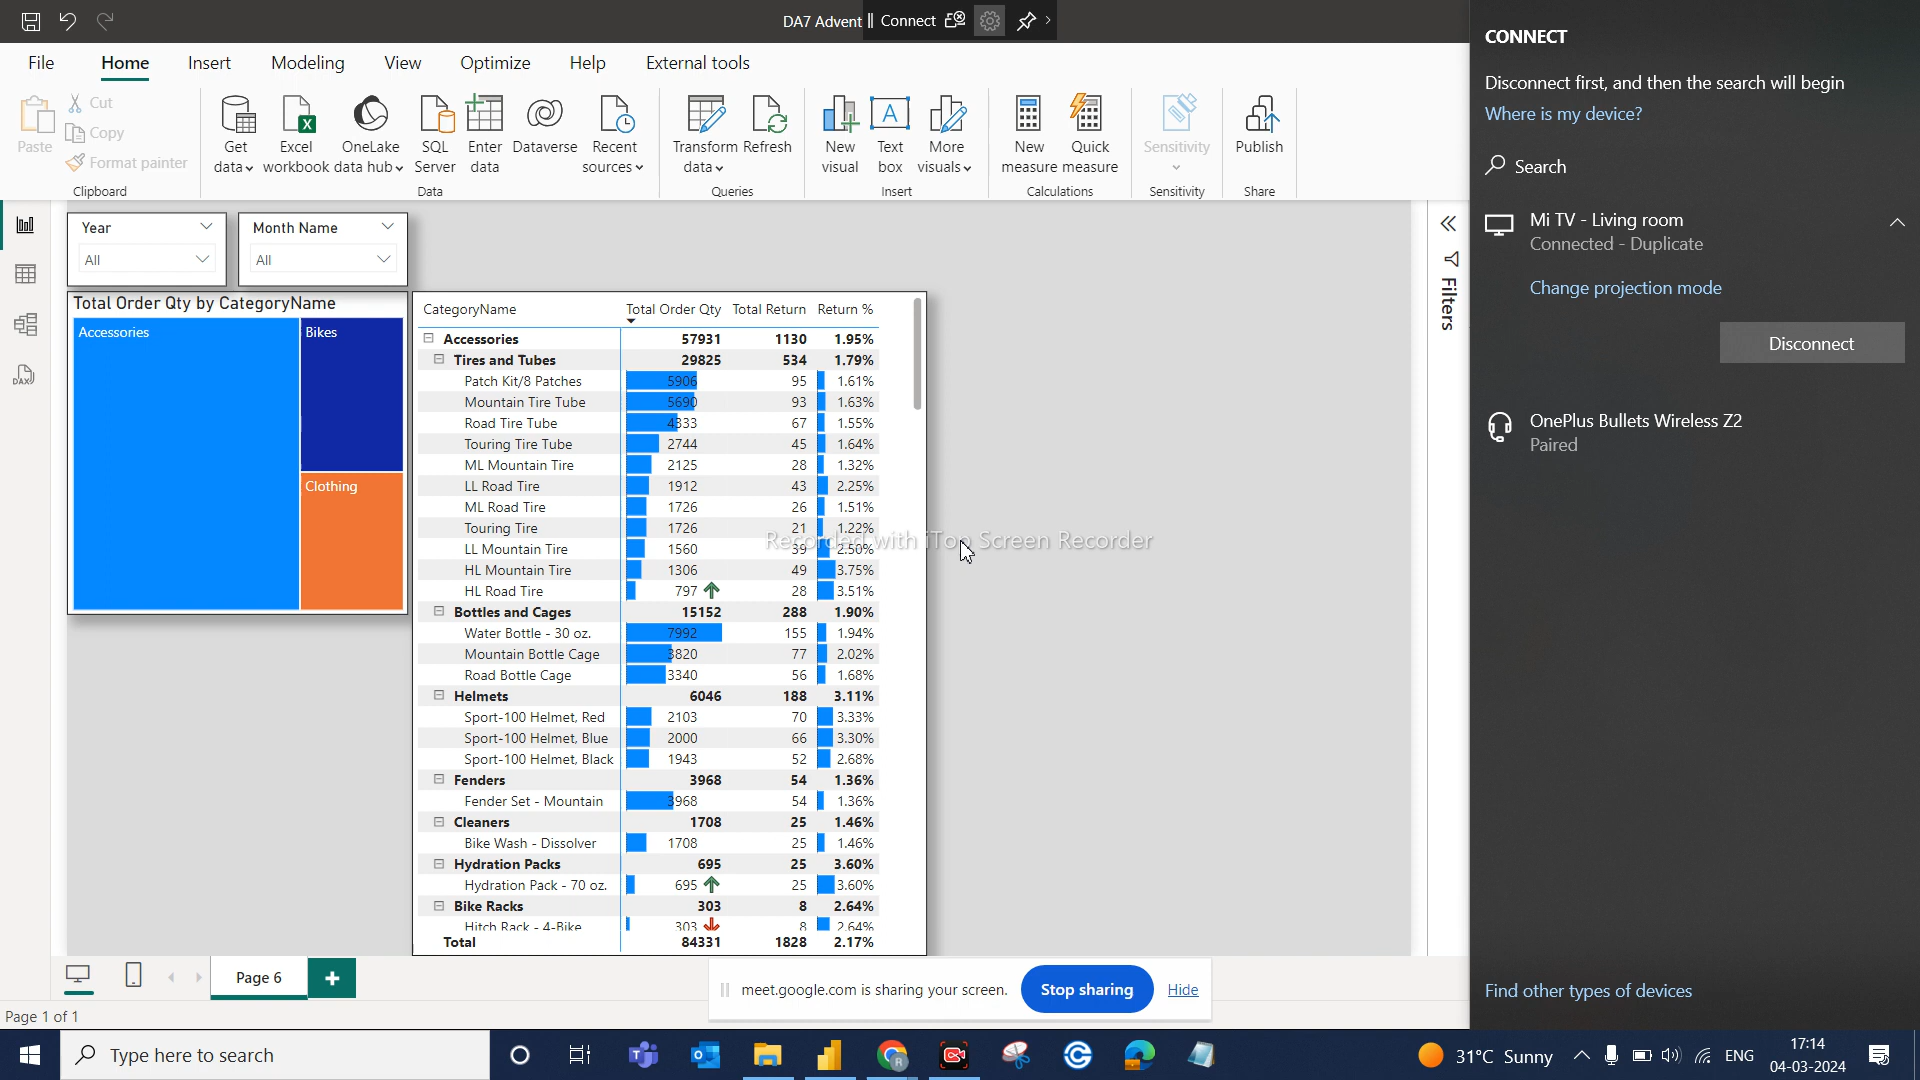 DA7 Advent
Connect
File Home Insert Modeling View Optimize Help External tools
Paste
Cut
Copy
Format painter
Clipboard
Get data
Excel workbook
OneLake data hub
SQL Server
Enter data
Dataverse
Recent sources
Data
Transform data
Refresh
Queries
New visual
Text box
More visuals
Insert
New measure
Quick measure
Calculations
Sensitivity
Sensitivity
Publish
Share
Year
All
Month Name
All
Total Order Qty by CategoryName
Accessories
Bikes
Clothing
CategoryName Total Order Qty Total Return Return %
Accessories 57931 1130 1.95%
Tires and Tubes 29825 534 1.79%
Patch Kit/8 Patches 5906 95 1.61%
Mountain Tire Tube 5690 93 1.63%
Road Tire Tube 4333 67 1.55%
Touring Tire Tube 2744 45 1.64%
ML Mountain Tire 2125 28 1.32%
LL Road Tire 1912 43 2.25%
ML Road Tire 1726 26 1.51%
Touring Tire 1726 21 1.22%
LL Mountain Tire 1560 39 2.50%
HL Mountain Tire 1306 49 3.75%
HL Road Tire 797 28 3.51%
Bottles and Cages 15152 288 1.90%
Water Bottle - 30 oz. 7992 155 1.94%
Mountain Bottle Cage 3820 77 2.02%
Road Bottle Cage 3340 56 1.68%
Helmets 6046 188 3.11%
Sport-100 Helmet, Red 2103 70 3.33%
Sport-100 Helmet, Blue 2000 66 3.30%
Sport-100 Helmet, Black 1943 52 2.68%
Fenders 3968 54 1.36%
Fender Set - Mountain 3968 54 1.36%
Cleaners 1708 25 1.46%
Bike Wash - Dissolver 1708 25 1.46%
Hydration Packs 695 25 3.60%
Hydration Pack - 70 oz. 695 25 3.60%
Bike Racks 303 8 2.64%
Hitch Rack - 4-Bike 303 8 2.64%
Total 84331 1828 2.17%
Recorded with iTop Screen Recorder
Filters
CONNECT
Disconnect first, and then the search will begin
Where is my device?
Search
Mi TV - Living room
Connected - Duplicate
Change projection mode
Disconnect
OnePlus Bullets Wireless Z2
Paired
Find other types of devices
Page 6
Page 1 of 1
meet.google.com is sharing your screen. Stop sharing Hide
Type here to search
31°C Sunny
ENG
17:14
04-03-2024